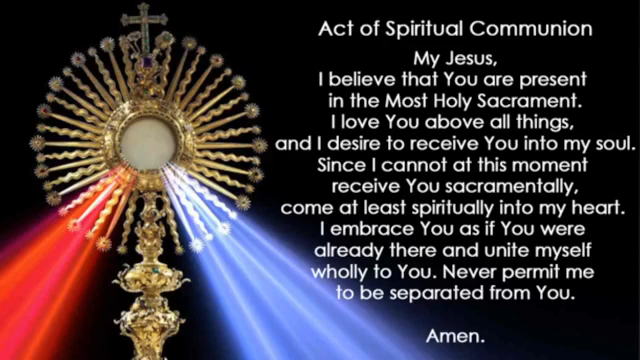 Act of Spiritual Communion
My Jesus,
I believe that You are present
in the Most Holy Sacrament.
I love You above all things,
and I desire to receive You into my soul.
Since I cannot at this moment
receive You sacramentally,
come at least spiritually into my heart.
I embrace You as if You were
already there and unite myself
wholly to You. Never permit me
to be separated from You.
Amen.